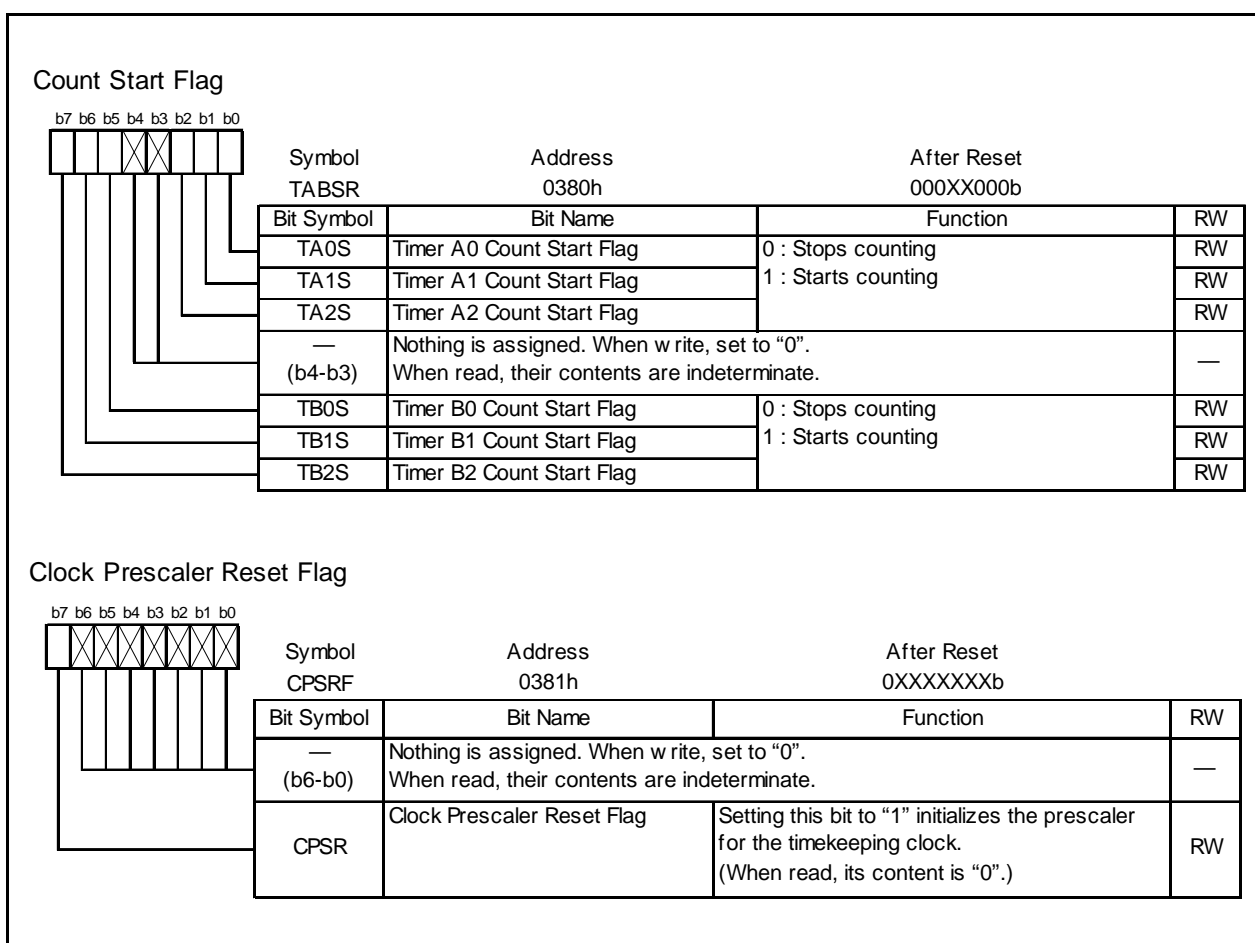 Count Start Flag
b7 b6 b5 b4 b3 b2 b1 b0
Symbol Address After Reset
TABSR 0380h 000XX000b
Bit Symbol Bit Name Function RW
TA0S Timer A0 Count Start Flag 0 : Stops counting RW
TA1S Timer A1 Count Start Flag 1 : Starts counting RW
TA2S Timer A2 Count Start Flag RW
— Nothing is assigned. When write, set to “0”. —
(b4-b3) When read, their contents are indeterminate.
TB0S Timer B0 Count Start Flag 0 : Stops counting RW
TB1S Timer B1 Count Start Flag 1 : Starts counting RW
TB2S Timer B2 Count Start Flag RW
Clock Prescaler Reset Flag
b7 b6 b5 b4 b3 b2 b1 b0
Symbol Address After Reset
CPSRF 0381h 0XXXXXXXb
Bit Symbol Bit Name Function RW
— Nothing is assigned. When write, set to “0”. —
(b6-b0) When read, their contents are indeterminate.
CPSR Clock Prescaler Reset Flag Setting this bit to “1” initializes the prescaler RW
for the timekeeping clock.
(When read, its content is “0”.)